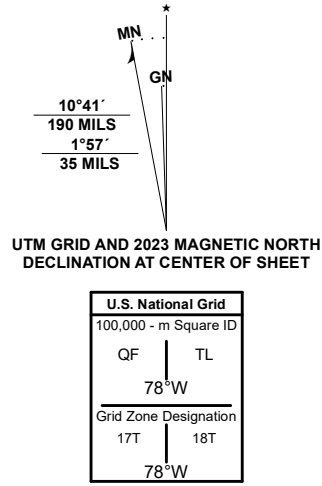 ★
MN
GN
10°41´
190 MILS
1°57´
35 MILS
UTM GRID AND 2023 MAGNETIC NORTH
DECLINATION AT CENTER OF SHEET
U.S. National Grid
100,000 - m Square ID
QF TL
78°W
Grid Zone Designation
17T 18T
78°W